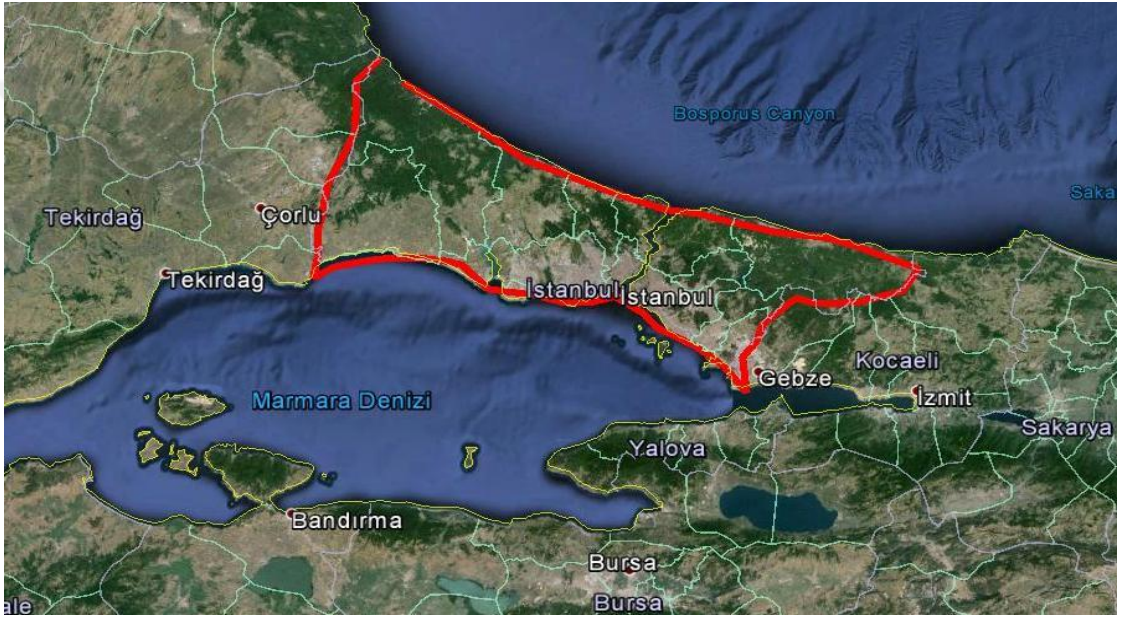 Bosporus Canyon
Saka
Çorlu
Tekirdağ
Tekirdağ
İstanbul
İstanbul
Kocaeli
Gebze
İzmit
Marmara Denizi
Sakarya
Yalova
Bandırma
Bursa
Bursa
ale